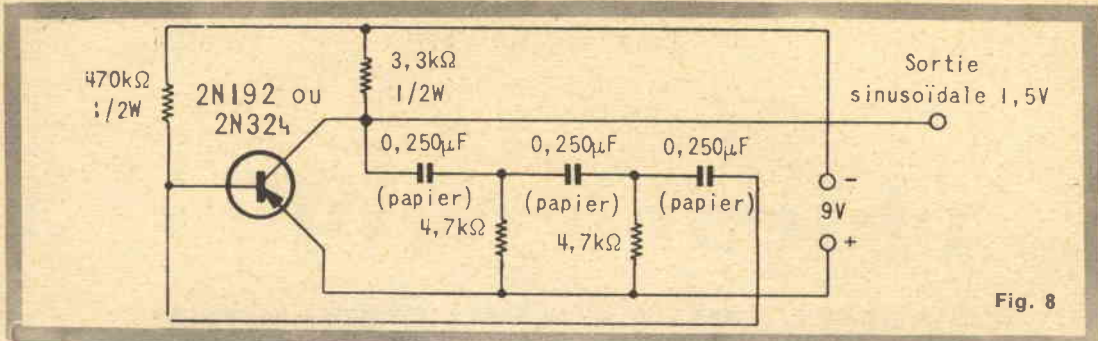 470kΩ
1/2W
2N192 ou
2N324
3,3kΩ
1/2W
Sortie
sinusoïdale 1,5V
0,250µF
(papier)
0,250µF
(papier)
0,250µF
(papier)
4,7kΩ
4,7kΩ
-
9V
+
Fig. 8